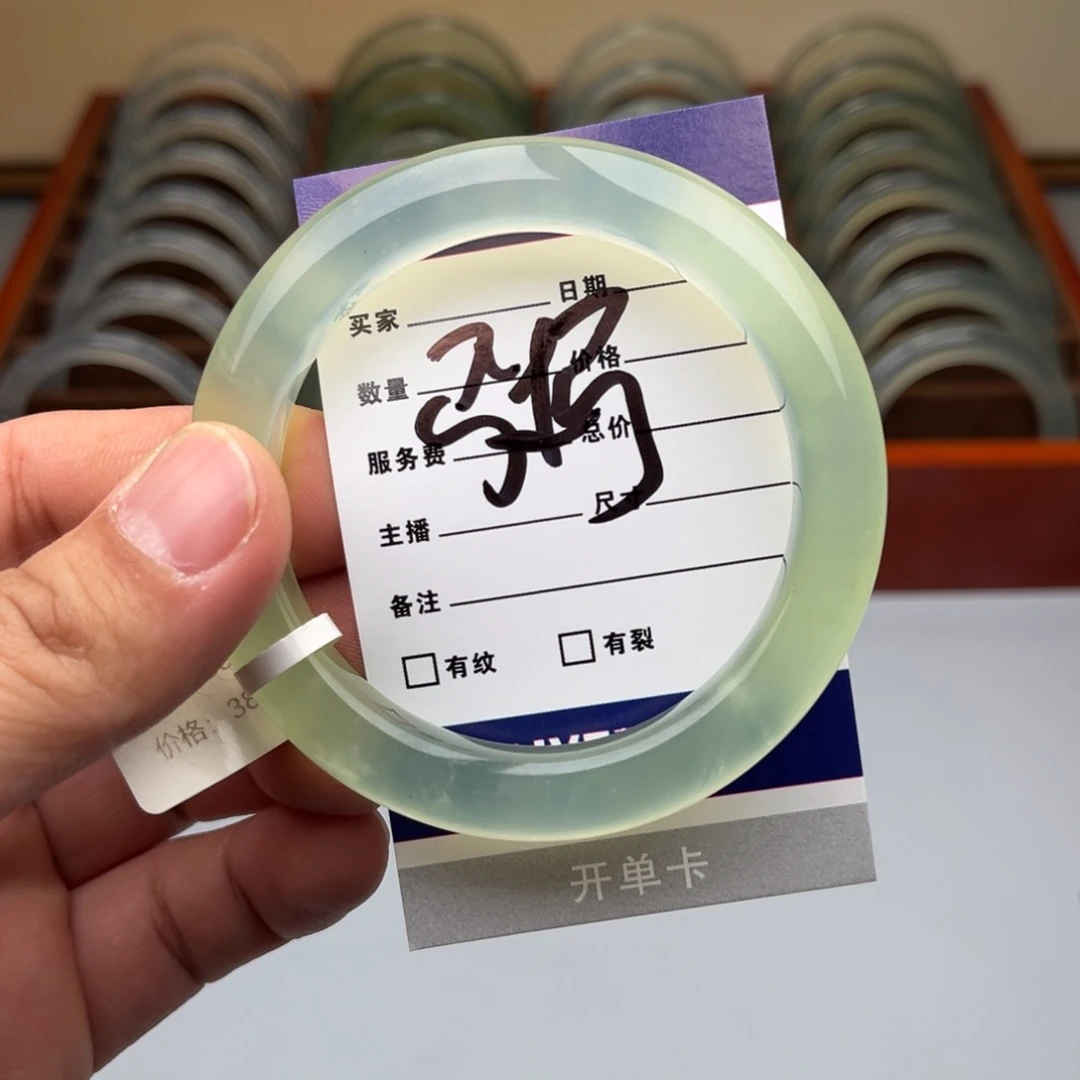 买家 日期
数量 价格
服务费 总价
主播 尺寸
备注
有纹 有裂
价格: 38
开单卡